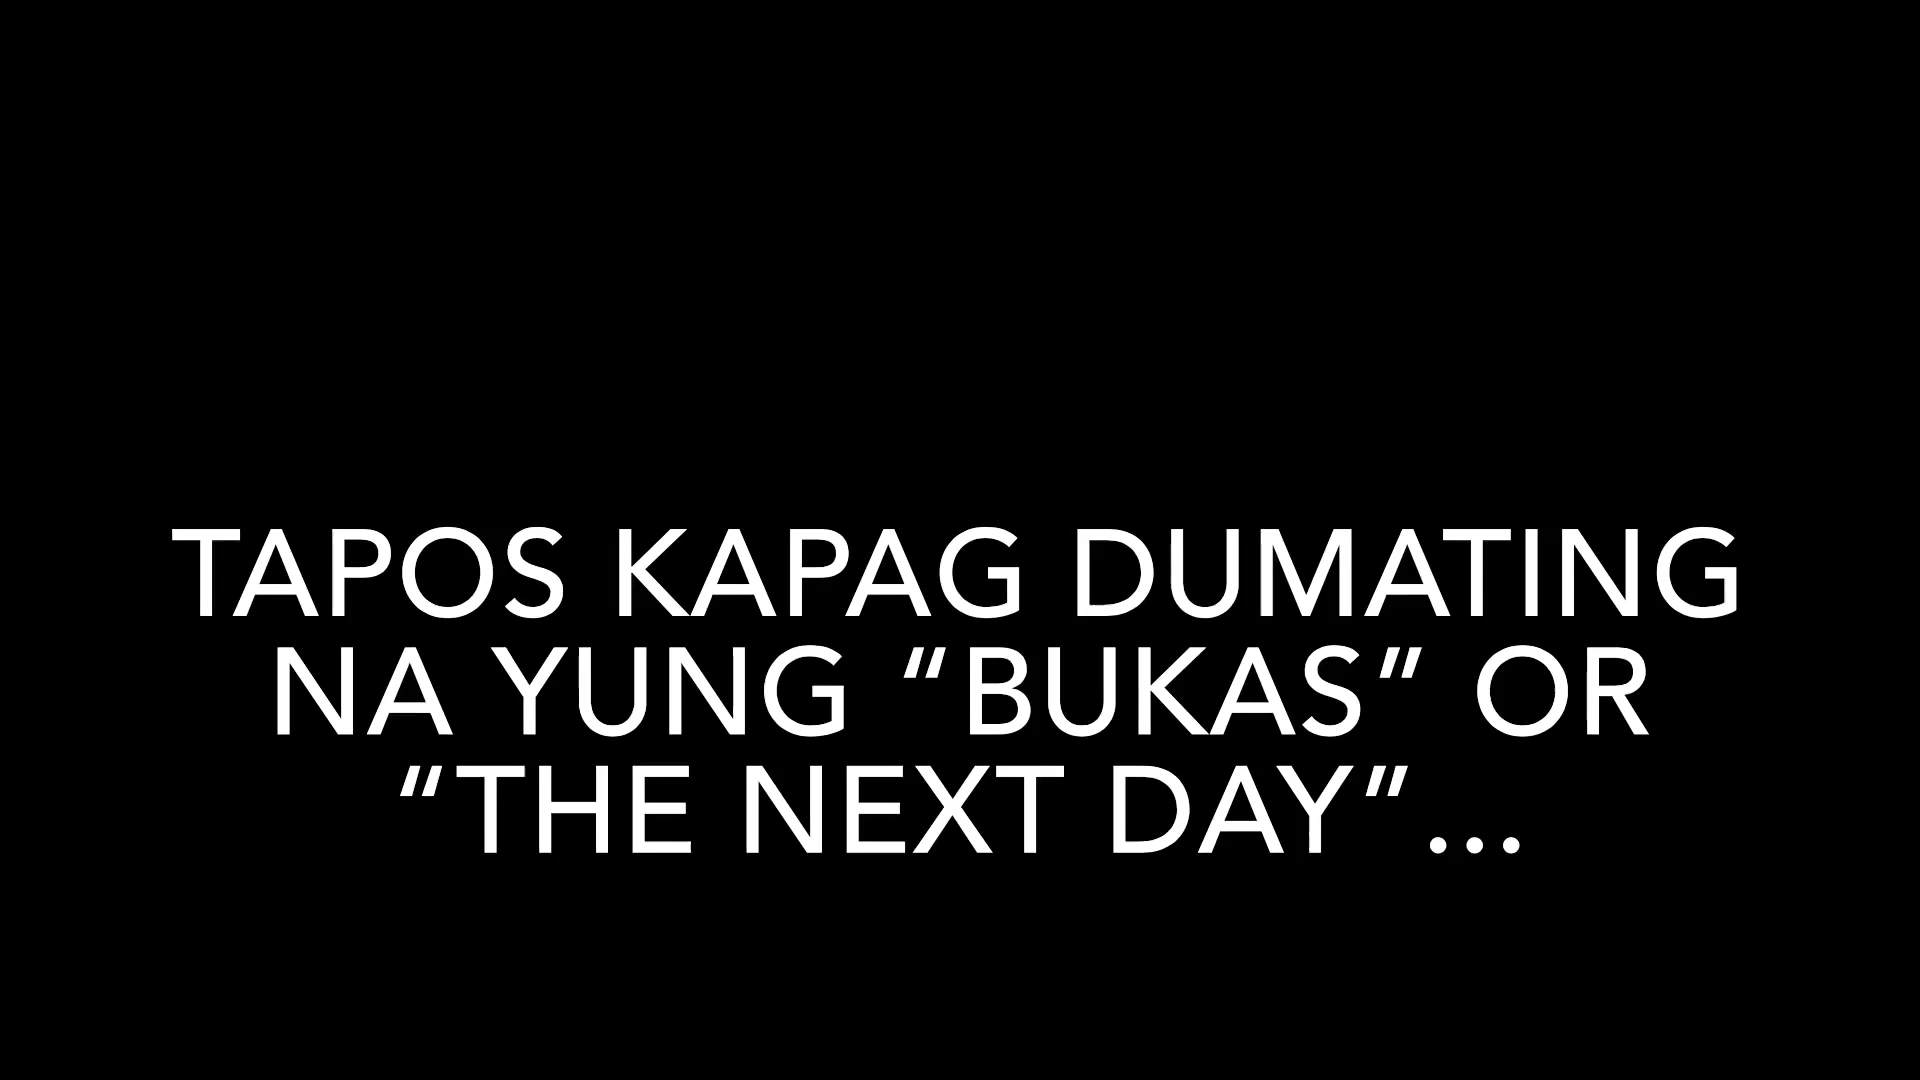 TAPOS KAPAG DUMATING
NA YUNG “BUKAS” OR
“THE NEXT DAY”...